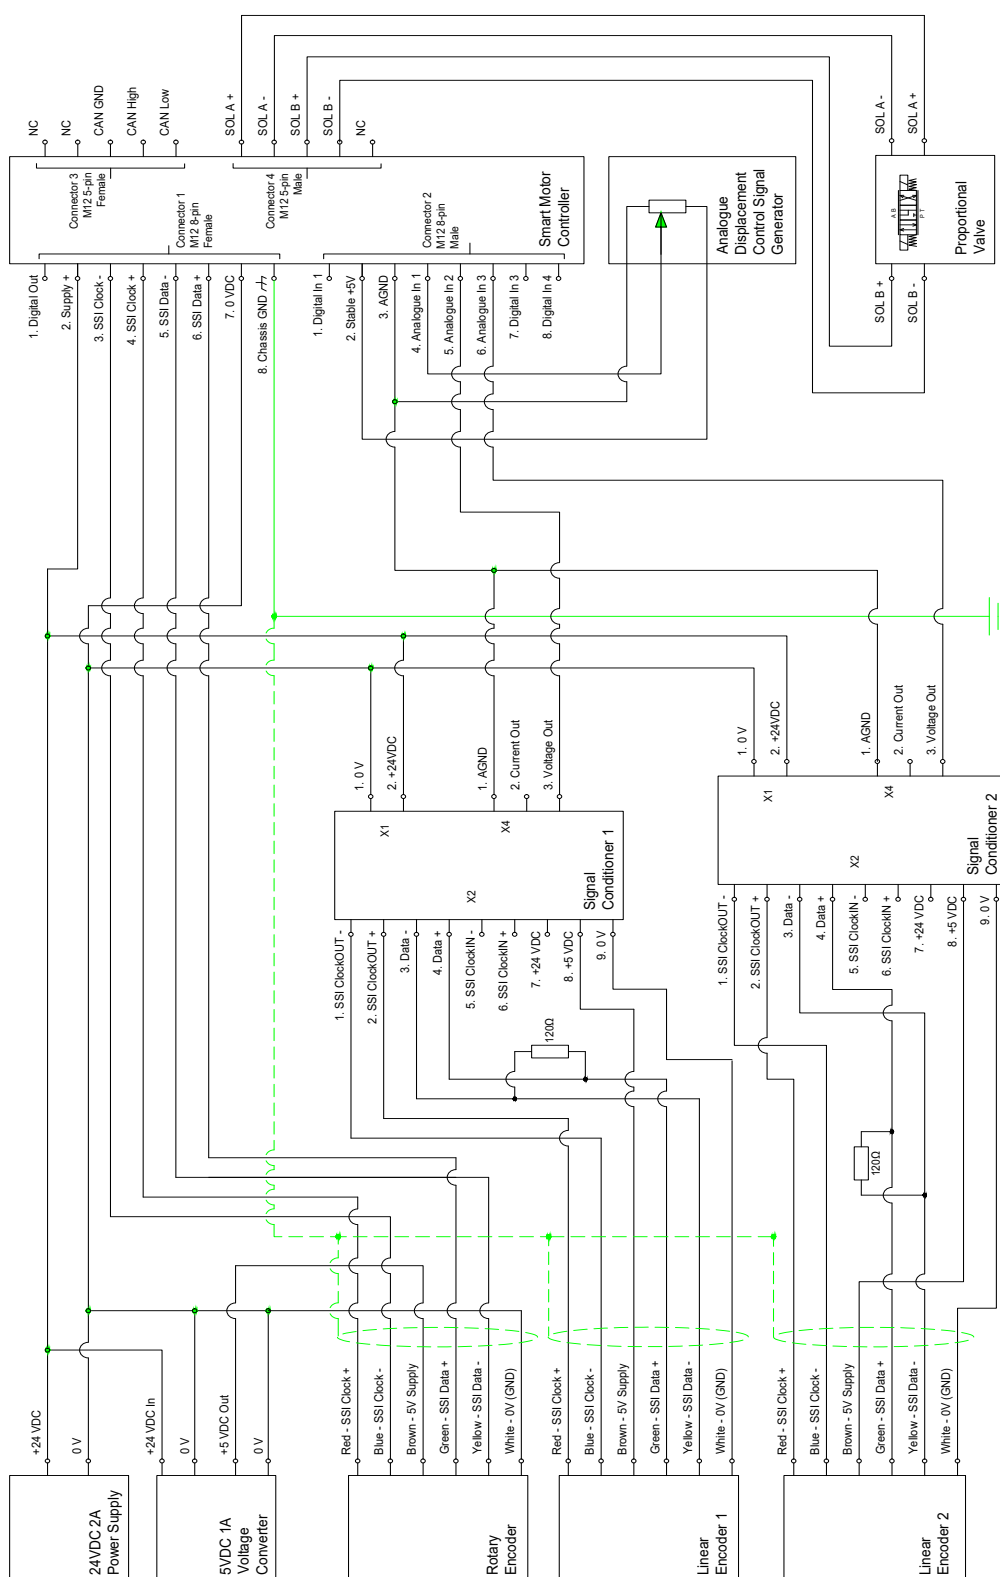 NC
NC
CAN GND
CAN High
CAN Low
SOL A +
SOL A -
SOL B +
SOL B -
NC
Connector 3
M12 5-pin
Female
Connector 1
M12 8-pin
Female
Connector 4
M12 5-pin
Male
Connector 2
M12 8-pin
Male
Smart Motor
Controller
1. Digital Out
2. Supply +
3. SSI Clock-
4. SSI Clock +
5. SSI Data -
6. SSI Data +
7. 0 VDC
8. Chassis GND
1. Digital In 1
2. Stable +5V
3. AGND
4. Analogue In 1
5. Analogue In 2
6. Analogue In 3
7. Digital In 3
8. Digital In 4
Analogue
Displacement
Control Signal
Generator
SOL A -
SOL A +
A B
P T
Proportional
Valve
SOL B +
SOL B -
1. 0 V
2. +24VDC
1. AGND
2. Current Out
3. Voltage Out
X1
X4
X2
Signal
Conditioner 1
1. SSI ClockOUT -
2. SSI ClockOUT +
3. Data -
4. Data +
5. SSI ClockIN -
6. SSI ClockIN +
7. +24 VDC
8. +5 VDC
9. 0 V
120Ω
1. 0 V
2. +24VDC
1. AGND
2. Current Out
3. Voltage Out
X1
X4
X2
Signal
Conditioner 2
1. SSI ClockOUT -
2. SSI ClockOUT +
3. Data -
4. Data +
5. SSI ClockIN -
6. SSI ClockIN +
7. +24 VDC
8. +5 VDC
9. 0 V
120Ω
+24 VDC
0 V
24VDC 2A
Power Supply
+24 VDC In
0 V
+5 VDC Out
0 V
5VDC 1A
Voltage
Converter
Red - SSI Clock +
Blue - SSI Clock -
Brown - 5V Supply
Green - SSI Data +
Yellow - SSI Data -
White - 0V (GND)
Rotary
Encoder
Red - SSI Clock +
Blue - SSI Clock -
Brown - 5V Supply
Green - SSI Data +
Yellow - SSI Data -
White - 0V (GND)
Linear
Encoder 1
Red - SSI Clock +
Blue - SSI Clock -
Brown - 5V Supply
Green - SSI Data +
Yellow - SSI Data -
White - 0V (GND)
Linear
Encoder 2